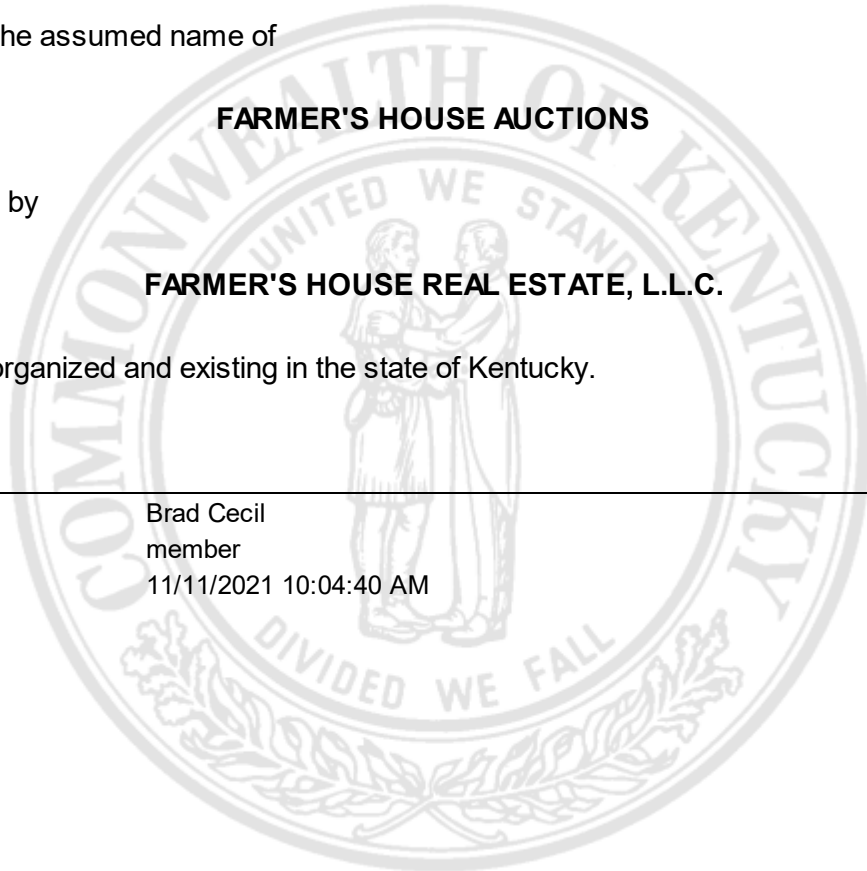 he assumed name of
FARMER'S HOUSE AUCTIONS
by
FARMER'S HOUSE REAL ESTATE, L.L.C.
organized and existing in the state of Kentucky.
Brad Cecil
member
11/11/2021 10:04:40 AM
COMMONWEALTH OF KENTUCKY
UNITED WE STAND
DIVIDED WE FALL